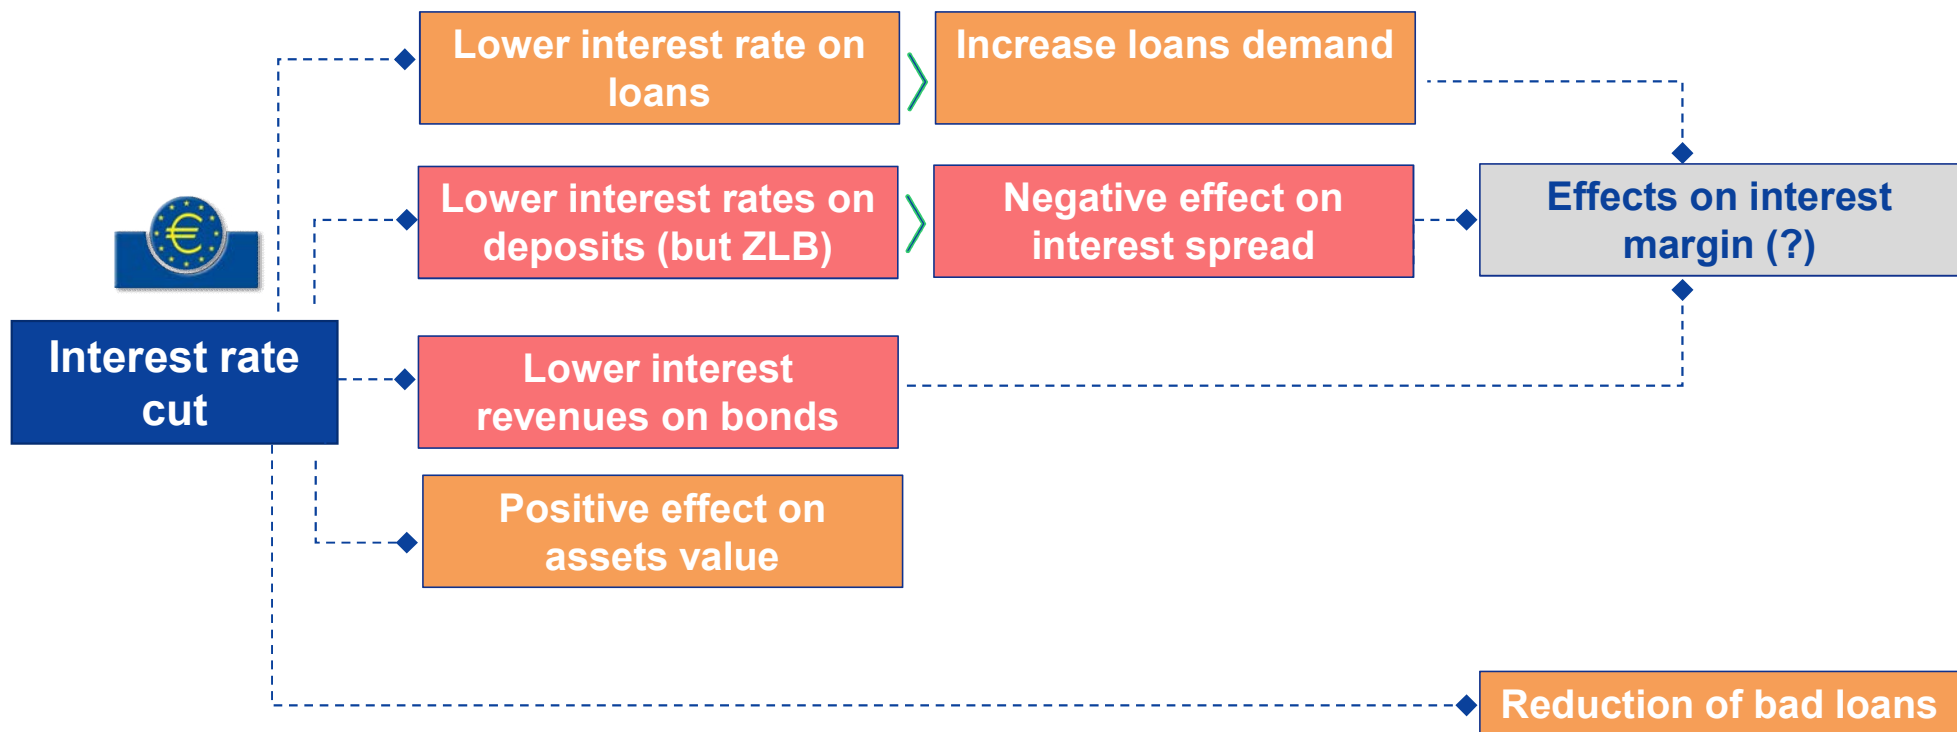 Lower interest rate on
loans
Increase loans demand
Lower interest rates on
deposits (but ZLB)
Negative effect on
interest spread
Effects on interest
margin (?)
€
Interest rate
cut
Lower interest
revenues on bonds
Positive effect on
assets value
Reduction of bad loans